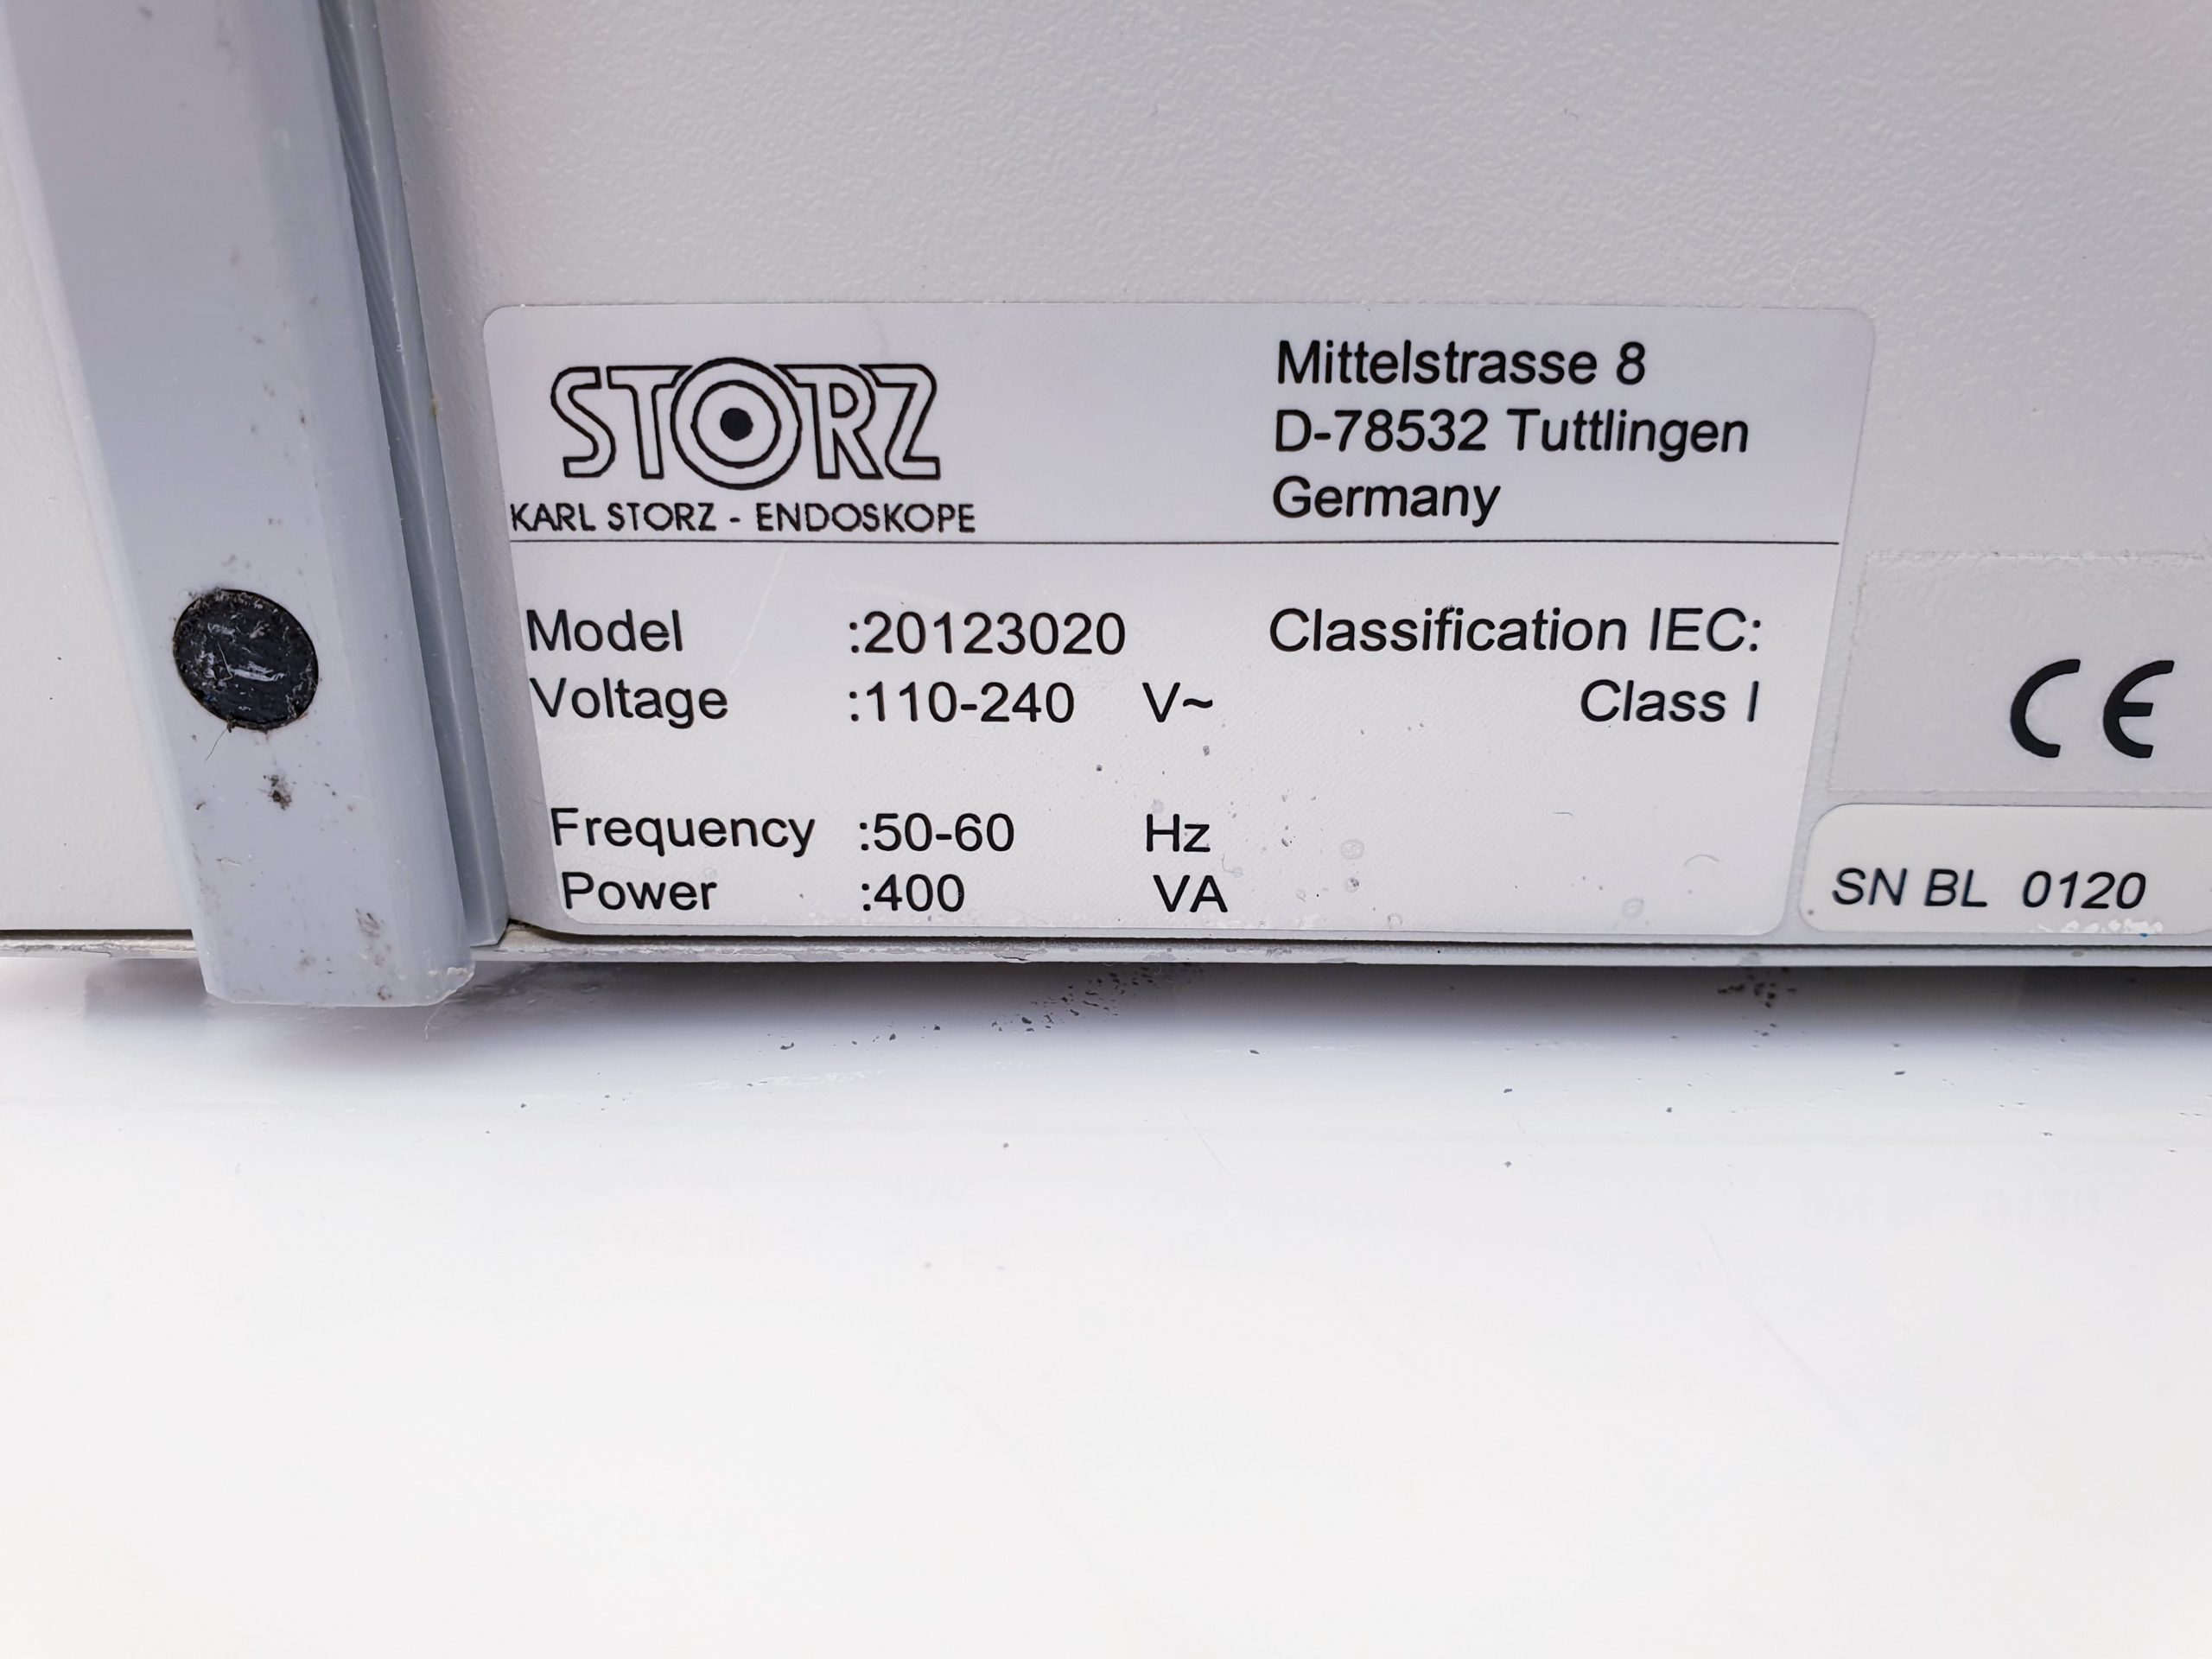 STORZ
KARL STORZ - ENDOSKOPE
Mittelstrasse 8
D-78532 Tuttlingen
Germany
Model :20123020
Voltage :110-240 V~
Frequency :50-60 Hz
Power :400 VA
Classification IEC:
Class I
CE
SN BL 0120